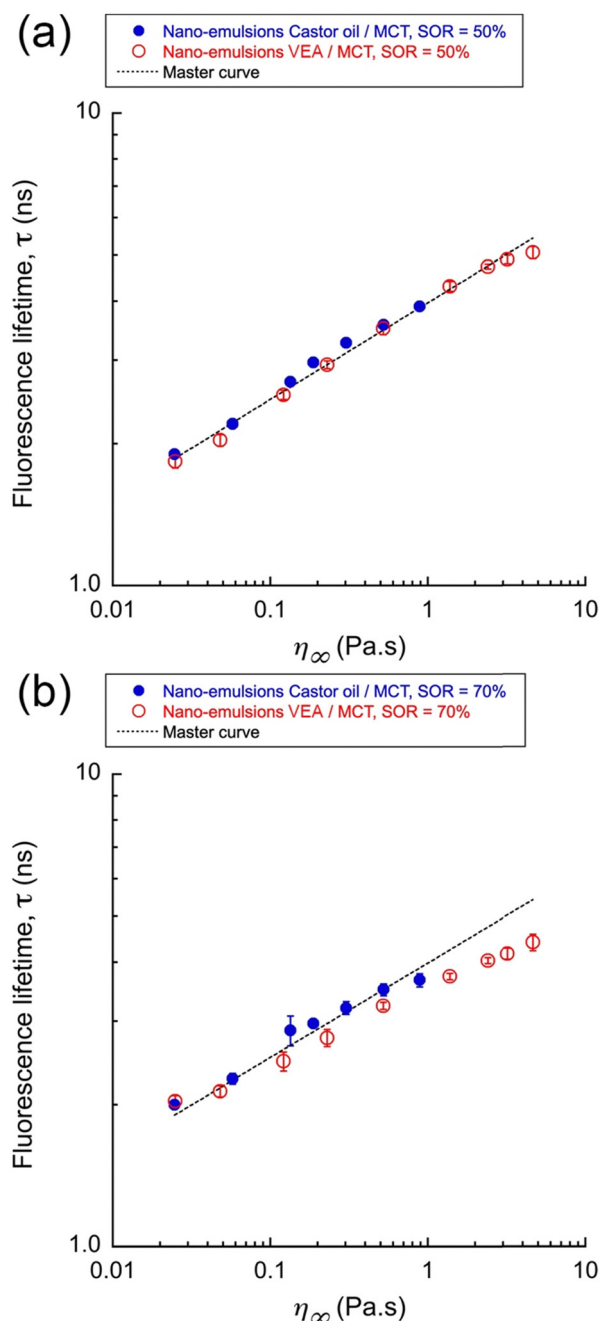 (a)
Nano-emulsions Castor oil / MCT, SOR = 50%
Nano-emulsions VEA / MCT, SOR = 50%
Master curve
10
Fluorescence lifetime, τ (ns)
1.0
0.01 0.1 1 10
η∞ (Pa.s)
(b)
Nano-emulsions Castor oil / MCT, SOR = 70%
Nano-emulsions VEA / MCT, SOR = 70%
Master curve
10
Fluorescence lifetime, τ (ns)
1.0
0.01 0.1 1 10
η∞ (Pa.s)